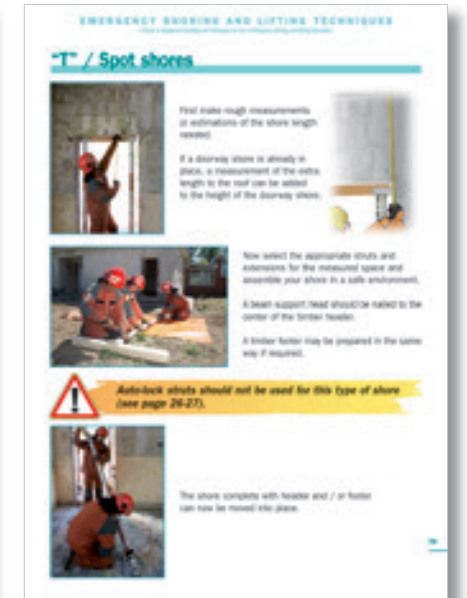 EMERGENCY SHORING AND LIFTING TECHNIQUES
"T" / Spot shores
First make rough measurements
or estimations of the shore length
needed.
If a doorway shore is already in
place, a measurement of the extra
length to the roof can be added
to the height of the doorway shore.
Now select the appropriate struts and
extensions for the measured space and
assemble your shore in a safe environment.
A beam support head should be nailed to the
center of the timber header.
A timber footer may be prepared in the same
way if required.
Auto-lock struts should not be used for this type of shore
(see page 26-27).
The shore complete with header and / or footer
can now be moved into place.